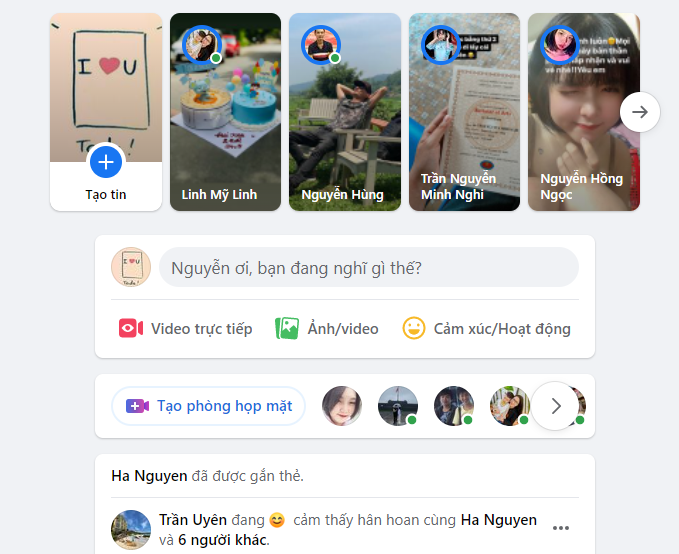 I ❤ U
Tạo tin
Linh Mỹ Linh
Nguyễn Hùng
Trần Nguyễn
Minh Nghi
Nguyễn Hồng
Ngọc
Nguyễn ơi, bạn đang nghĩ gì thế?
Video trực tiếp
Ảnh/video
Cảm xúc/Hoạt động
Tạo phòng họp mặt
Ha Nguyen đã được gắn thẻ.
Trần Uyên đang 😊 cảm thấy hân hoan cùng Ha Nguyen
và 6 người khác.